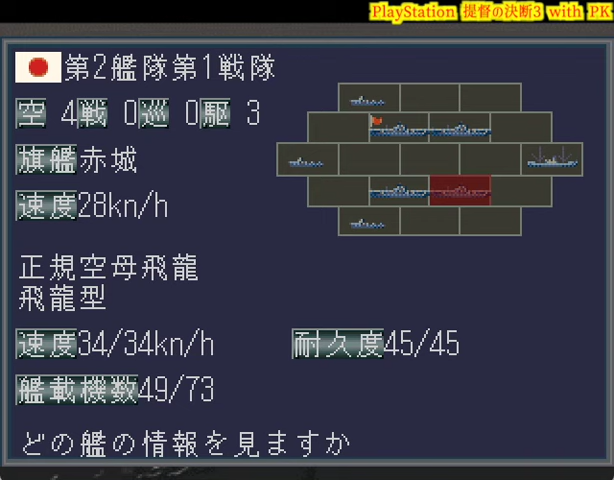 PlayStation 提督の決断3 with PK
第2艦隊第1戦隊
空 4戦 0巡 0駆 3
旗艦赤城
速度28kn/h
正規空母飛龍
飛龍型
速度34/34kn/h 耐久度45/45
艦載機数49/73
どの艦の情報を見ますか